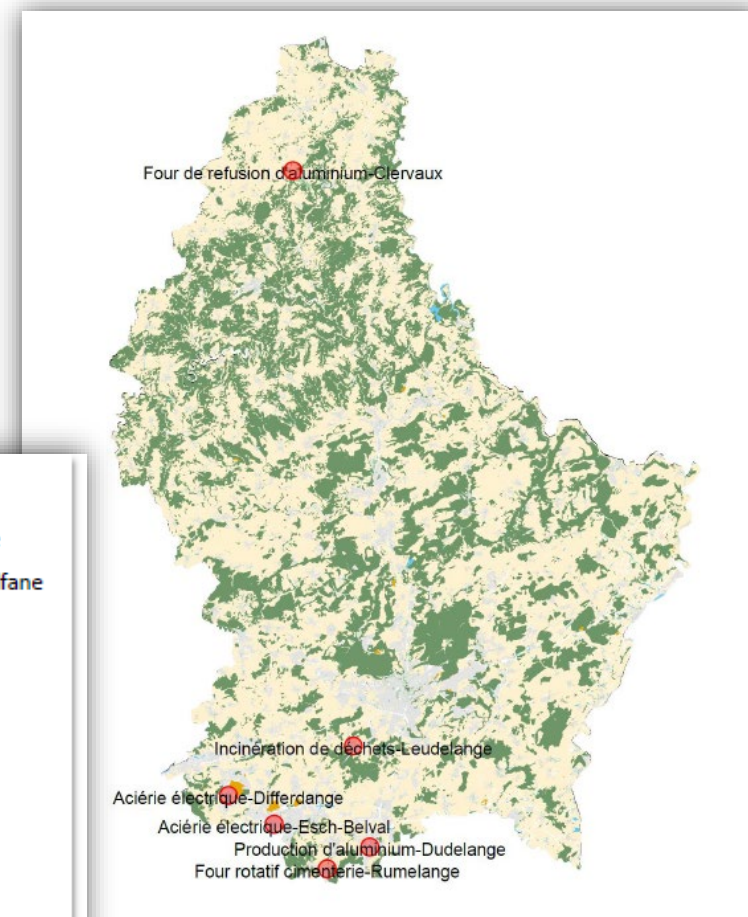 Four de refusion d'aluminium-Clervaux
fane
Incinération de déchets-Leudelange
Aciérie électrique-Differdange
Aciérie électrique-Esch-Belval
Production d'aluminium-Dudelange
Four rotatif cimenterie-Rumelange